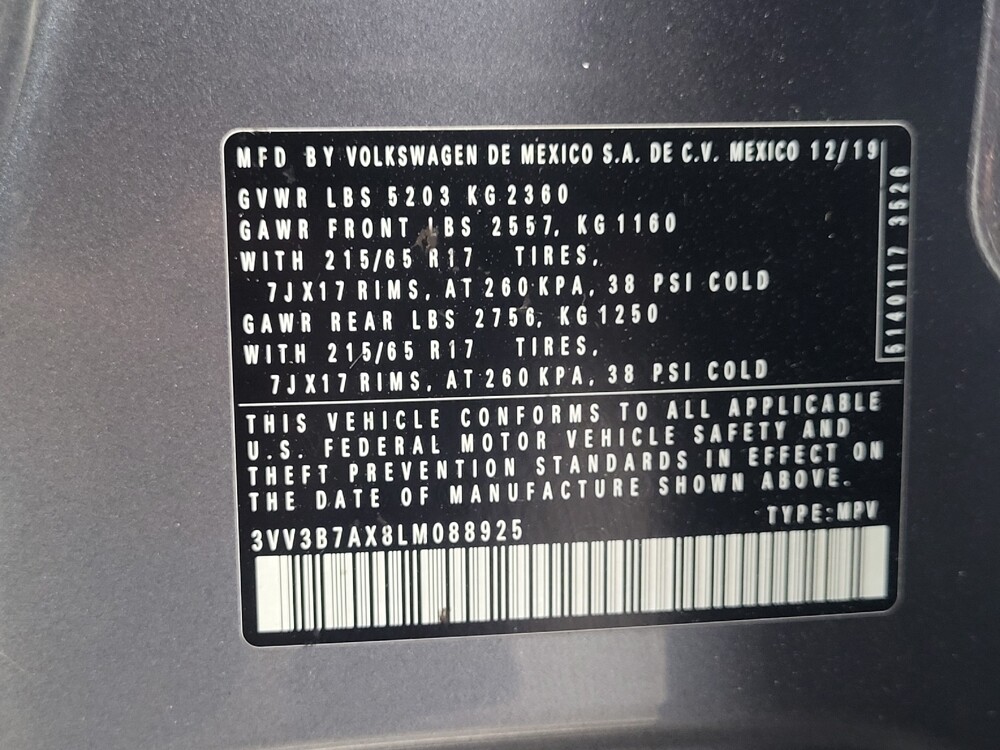 MFD BY VOLKSWAGEN DE MEXICO S.A. DE C.V. MEXICO 12/19
GVWR LBS 5203 KG 2360
GAWR FRONT LBS 2557, KG 1160
WITH 215/65 R17 TIRES,
7JX17 RIMS, AT 260 KPA, 38 PSI COLD
GAWR REAR LBS 2756, KG 1250
WITH 215/65 R17 TIRES,
7JX17 RIMS, AT 260 KPA, 38 PSI COLD
6140117 3526
THIS VEHICLE CONFORMS TO ALL APPLICABLE
U.S. FEDERAL MOTOR VEHICLE SAFETY AND
THEFT PREVENTION STANDARDS IN EFFECT ON
THE DATE OF MANUFACTURE SHOWN ABOVE.
TYPE:MPV
3VV3B7AX8LM088925